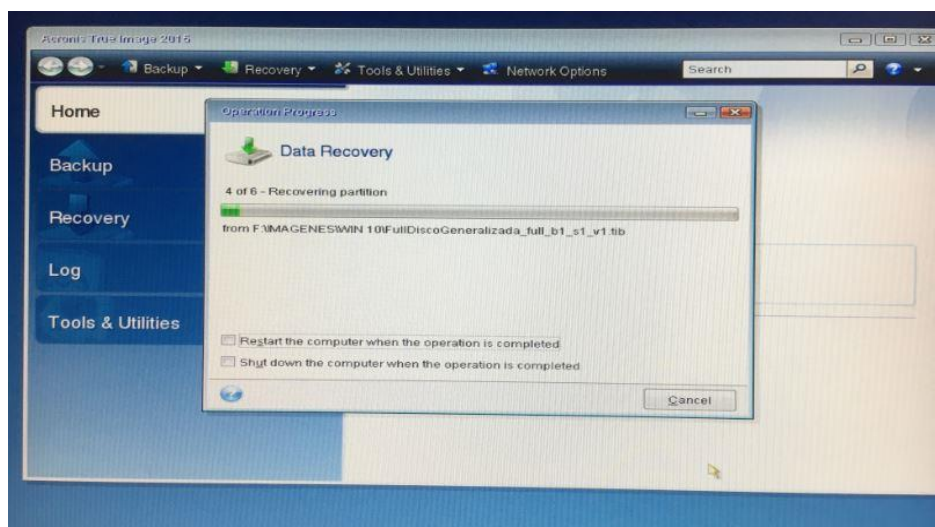 Acronis True Image 2016
Backup Recovery Tools & Utilities Network Options Search
Home
Backup
Recovery
Log
Tools & Utilities
Operation Progress
Data Recovery
4 of 6 - Recovering partition
from F:\IMAGENES\WIN 10\FullDiscoGeneralizada_full_b1_s1_v1.tib
Restart the computer when the operation is completed
Shut down the computer when the operation is completed
Cancel